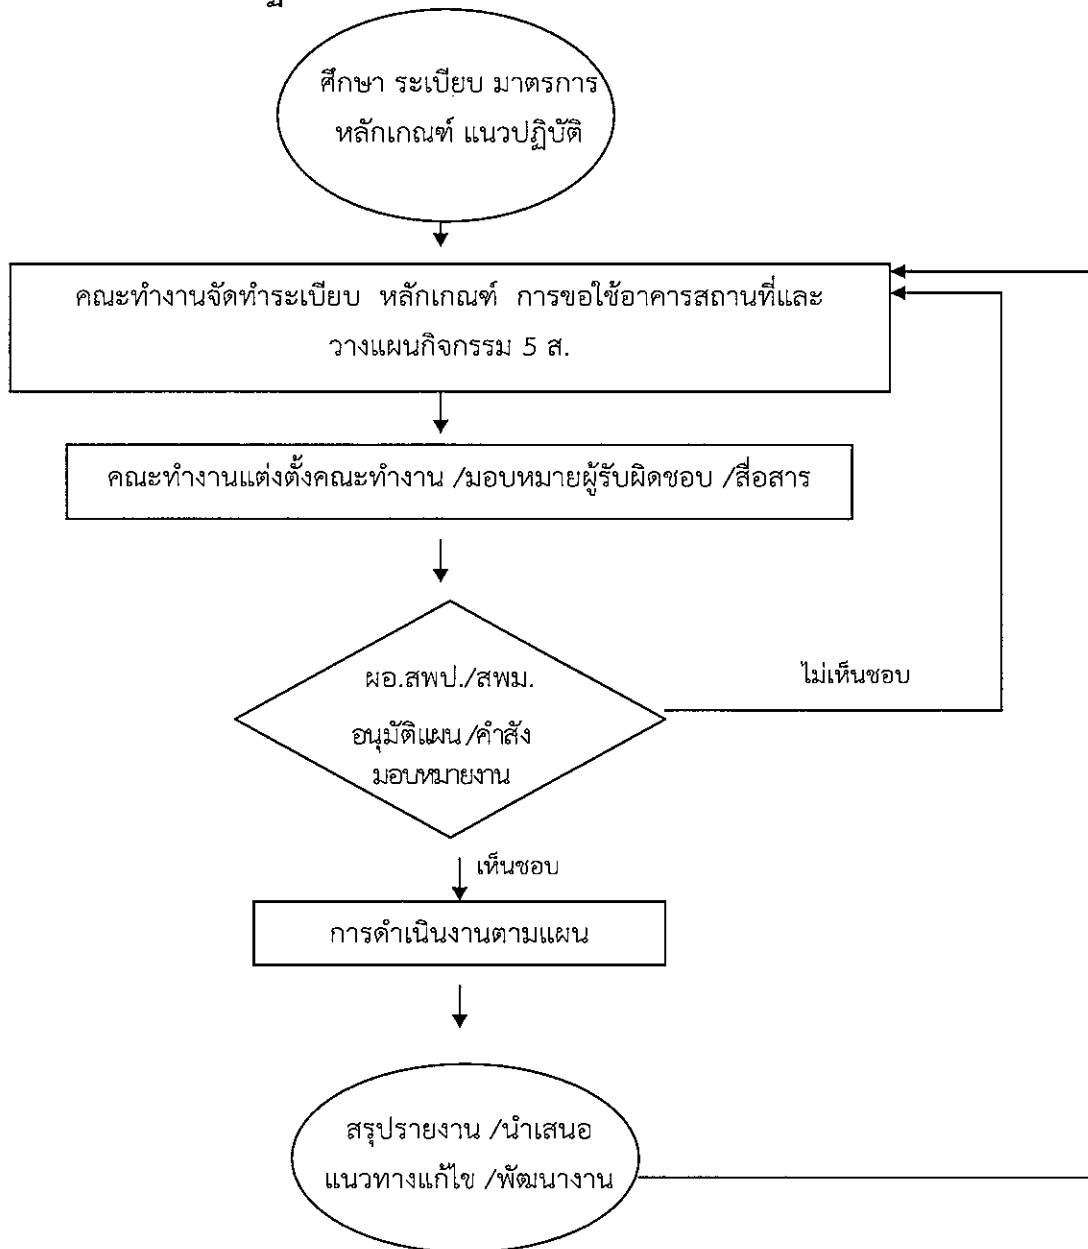 ศึกษา ระเบียบ มาตรการ
หลักเกณฑ์ แนวปฏิบัติ
คณะทำงานจัดทำระเบียบ หลักเกณฑ์ การขอใช้อาคารสถานที่และ
วางแผนกิจกรรม 5 ส.
คณะทำงานแต่งตั้งคณะทำงาน /มอบหมายผู้รับผิดชอบ /สื่อสาร
ผอ.สพป./สพม.
อนุมัติแผน /คำสั่ง
มอบหมายงาน
ไม่เห็นชอบ
เห็นชอบ
การดำเนินงานตามแผน
สรุปรายงาน /นำเสนอ
แนวทางแก้ไข /พัฒนางาน